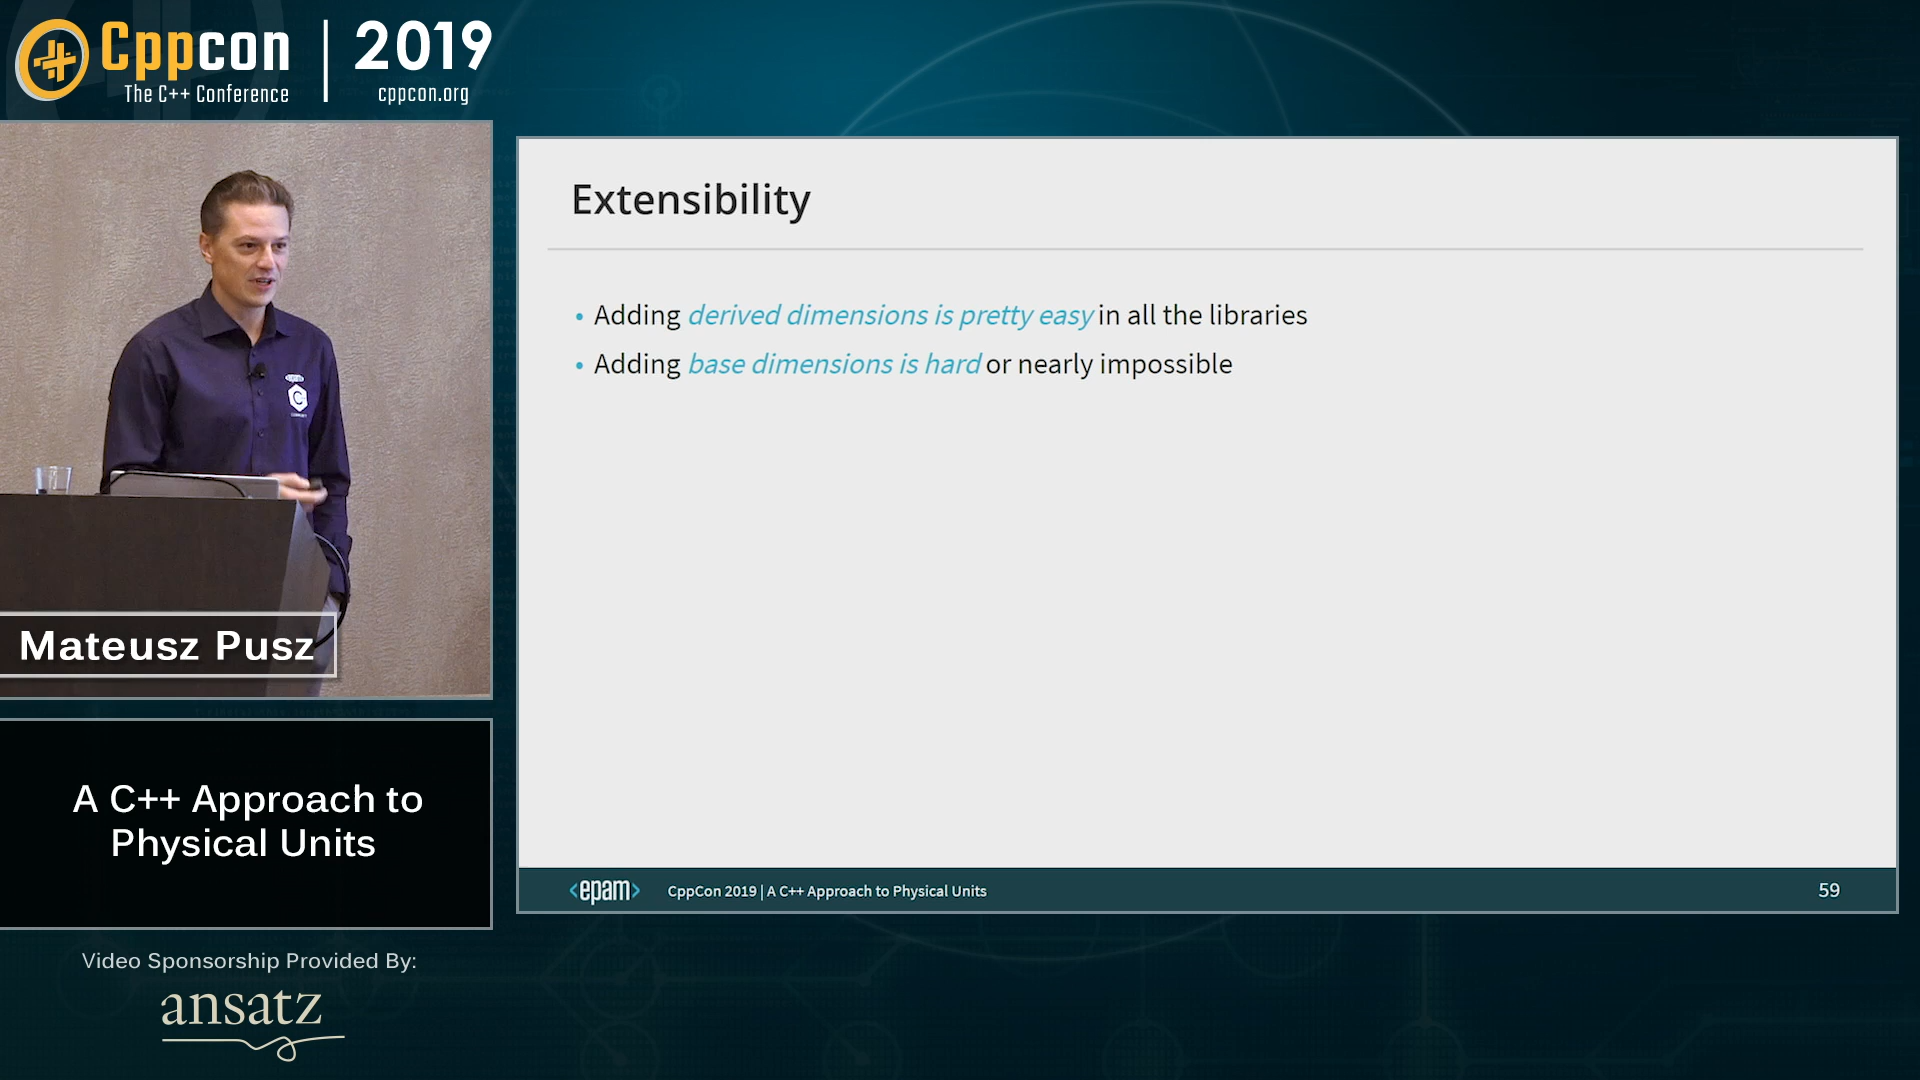 Cppcon
The C++ Conference
2019
cppcon.org
Mateusz Pusz
A C++ Approach to
Physical Units
Video Sponsorship Provided By:
ansatz
Extensibility
• Adding derived dimensions is pretty easy in all the libraries
• Adding base dimensions is hard or nearly impossible
<epam>
CppCon 2019 | A C++ Approach to Physical Units
59